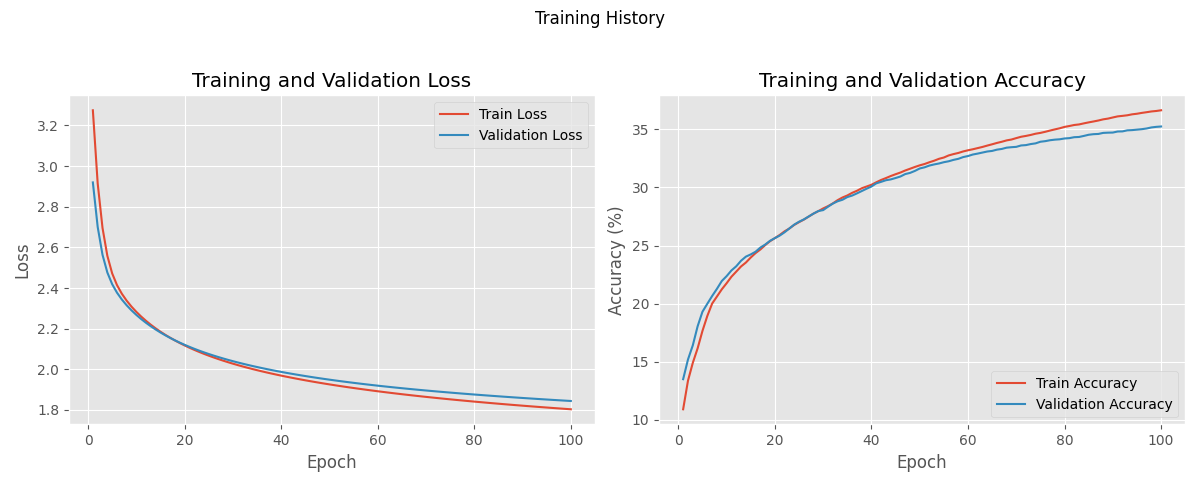 Training History
Training and Validation Loss
3.2
3.0
2.8
2.6
2.4
2.2
2.0
1.8
Loss
Train Loss
Validation Loss
0 20 40 60 80 100
Epoch
Training and Validation Accuracy
35
30
25
20
15
10
Accuracy (%)
Train Accuracy
Validation Accuracy
0 20 40 60 80 100
Epoch